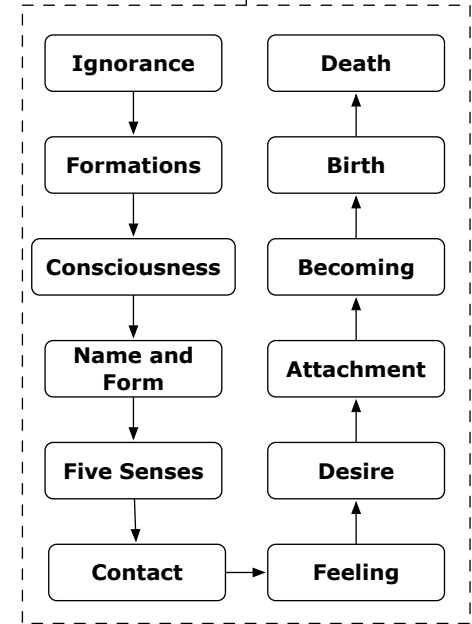 Ignorance
Formations
Consciousness
Name and
Form
Five Senses
Contact
Feeling
Desire
Attachment
Becoming
Birth
Death